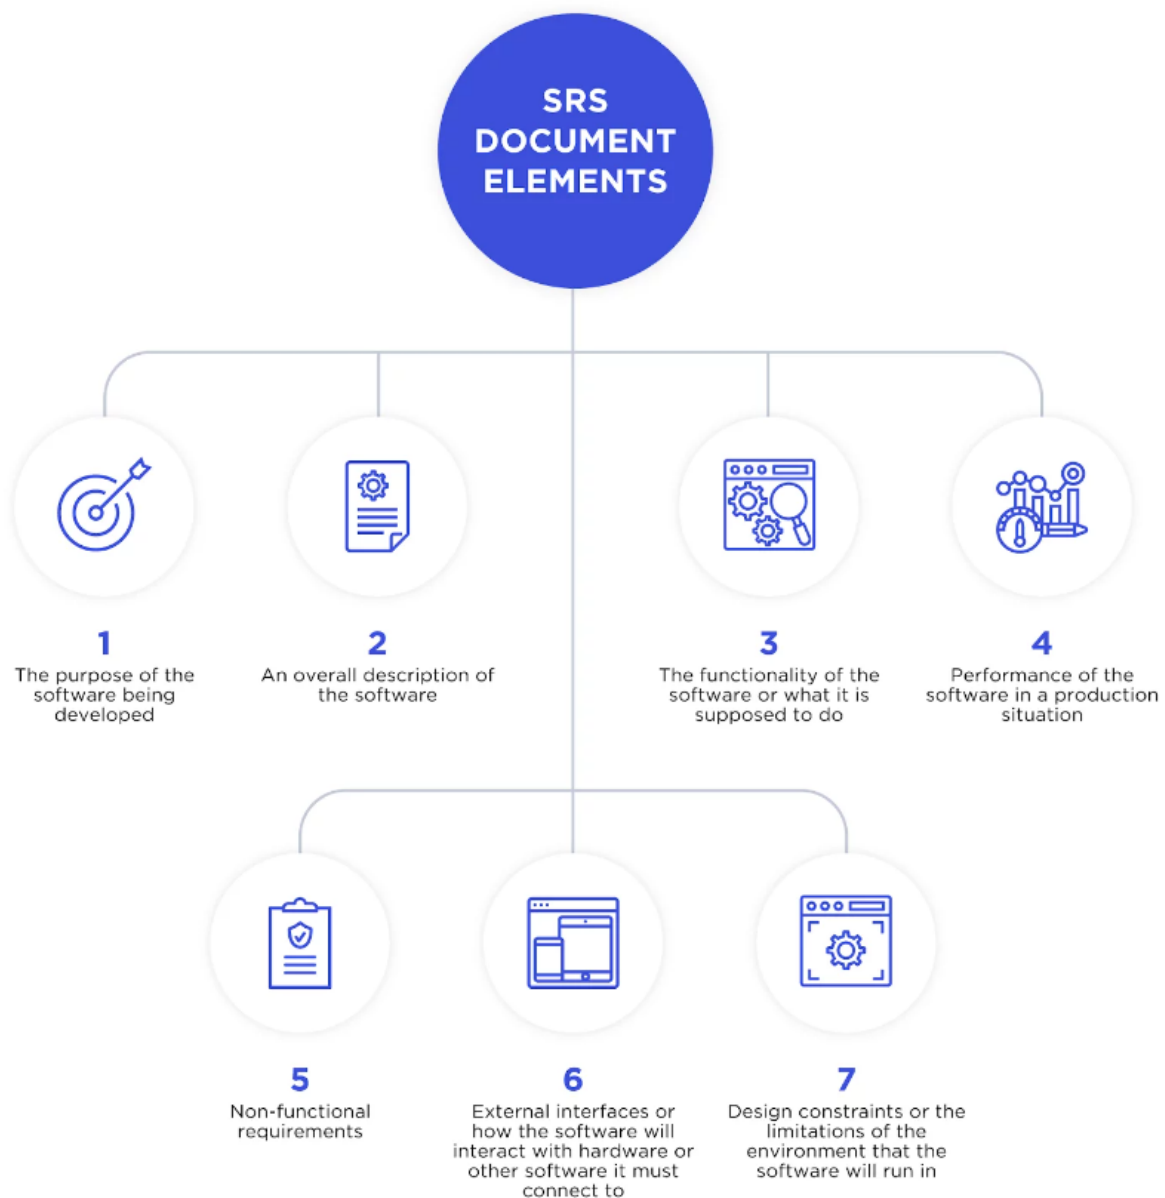 SRS
DOCUMENT
ELEMENTS
1
The purpose of the
software being
developed
2
An overall description of
the software
3
The functionality of the
software or what it is
supposed to do
4
Performance of the
software in a production
situation
5
Non-functional
requirements
6
External interfaces or
how the software will
interact with hardware or
other software it must
connect to
7
Design constraints or the
limitations of the
environment that the
software will run in